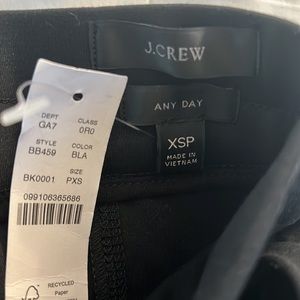 J.CREW
ANY DAY
XSP
MADE IN
VIETNAM
DEPT CLASS
GA7 0R0
STYLE COLOR
BB459 BLA
SIZE
BK0001 PXS
099106365686
RECYCLED
Paper